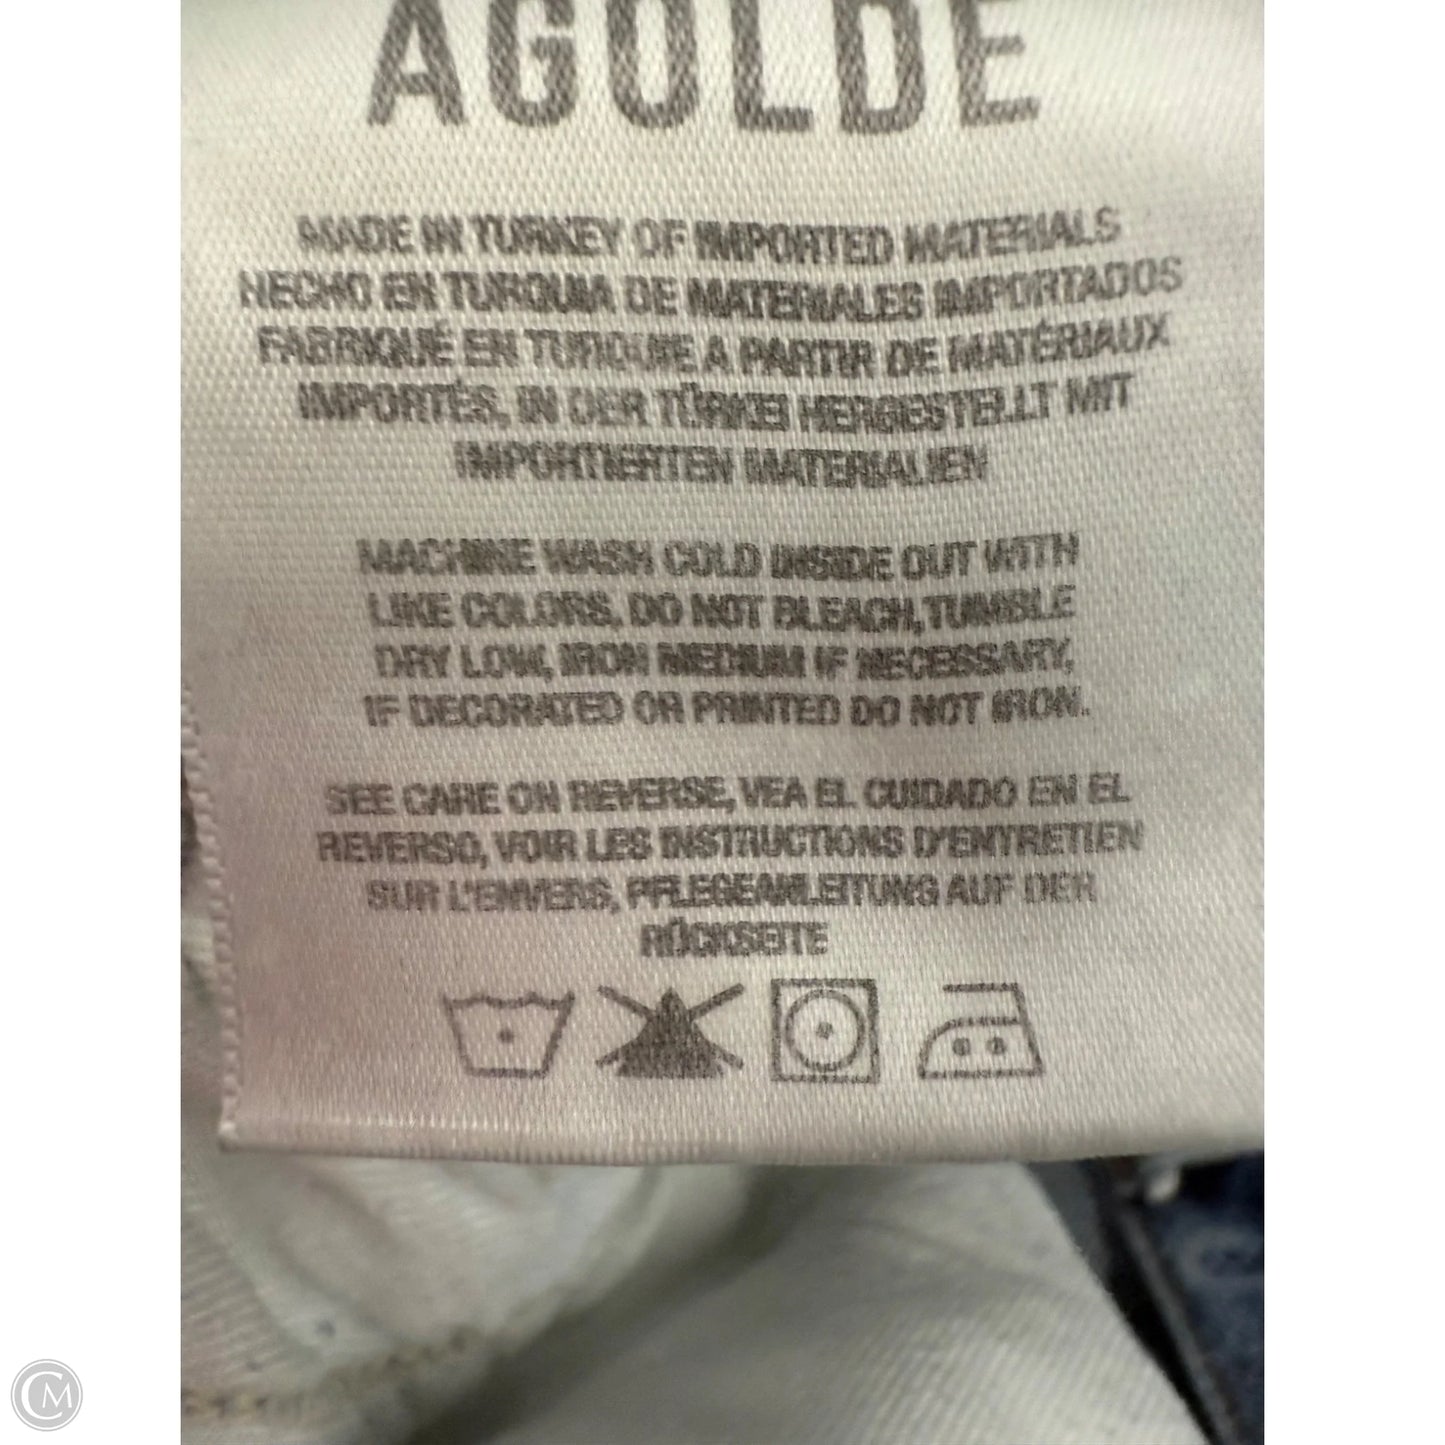 AGOLDE
MADE IN TURKEY OF IMPORTED MATERIALS
HECHO EN TURQUIA DE MATERIALES IMPORTADOS
FABRIQUÉ EN TURQUIE A PARTIR DE MATÉRIAUX
IMPORTÉS, IN DER TÜRKEI HERGESTELLT MIT
IMPORTIERTEN MATERIALIEN
MACHINE WASH COLD INSIDE OUT WITH
LIKE COLORS, DO NOT BLEACH, TUMBLE
DRY LOW, IRON MEDIUM IF NECESSARY,
IF DECORATED OR PRINTED DO NOT IRON.
SEE CARE ON REVERSE, VEA EL CUIDADO EN EL
REVERSO, VOIR LES INSTRUCTIONS D'ENTRETIEN
SUR L'ENVERS, PFLEGEANLEITUNG AUF DER
RÜCKSEITE
CM